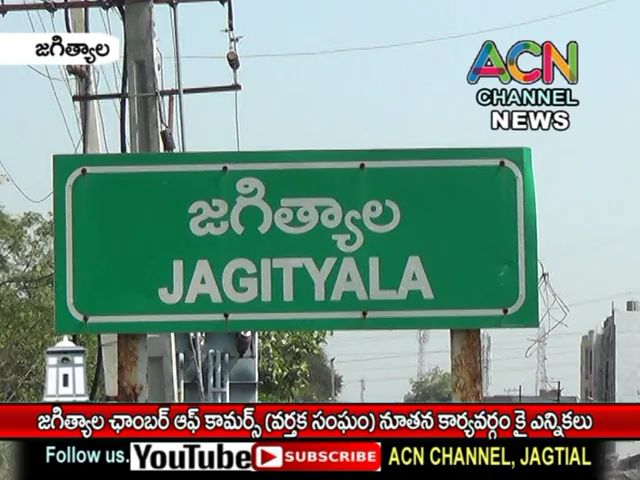 జగిత్యాల
ACN
CHANNEL
NEWS
జగిత్యాల
JAGITYALA
జగిత్యాల ఛాంబర్ ఆఫ్ కామర్స్ (వర్తక సంఘం) నూతన కార్యవర్గం కై ఎన్నికలు
Follow us. YouTube SUBSCRIBE ACN CHANNEL, JAGTIAL